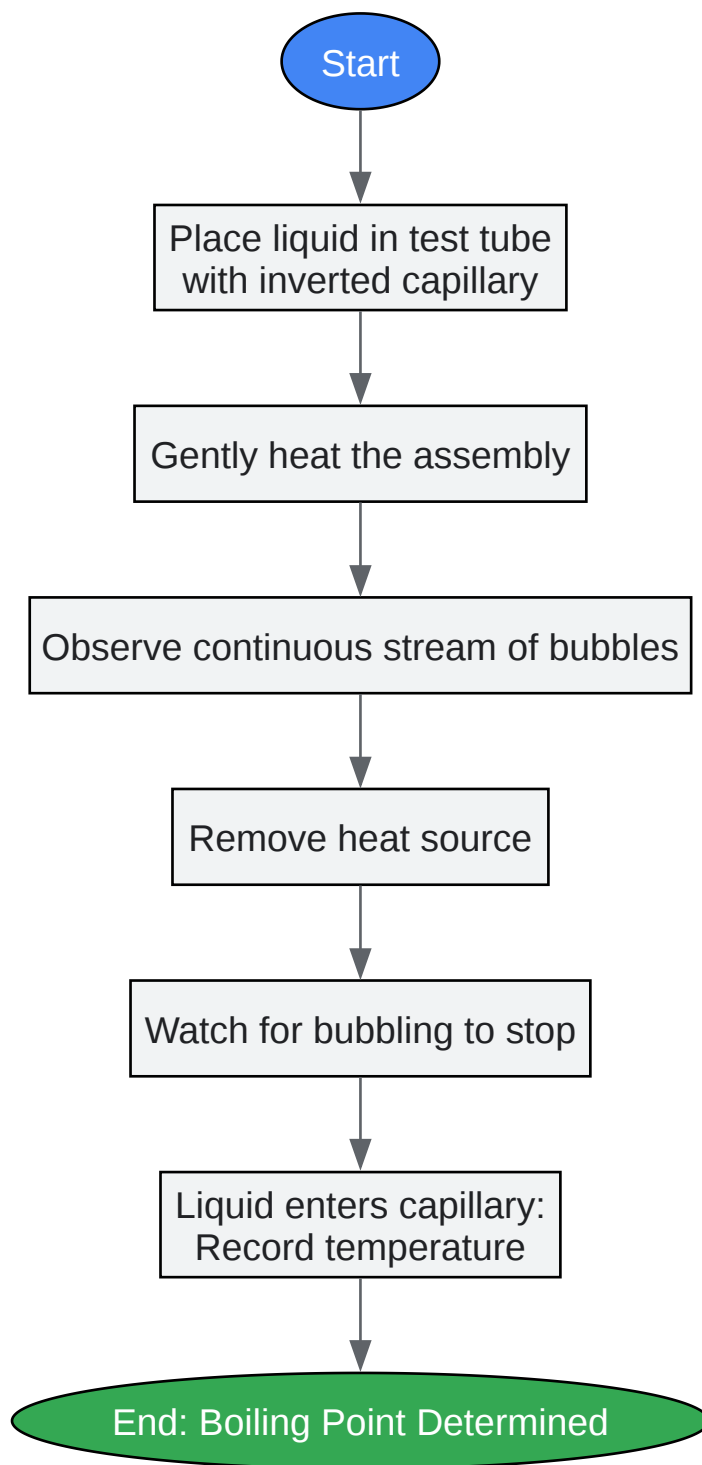 Start
Place liquid in test tube
with inverted capillary
Gently heat the assembly
Observe continuous stream of bubbles
Remove heat source
Watch for bubbling to stop
Liquid enters capillary:
Record temperature
End: Boiling Point Determined